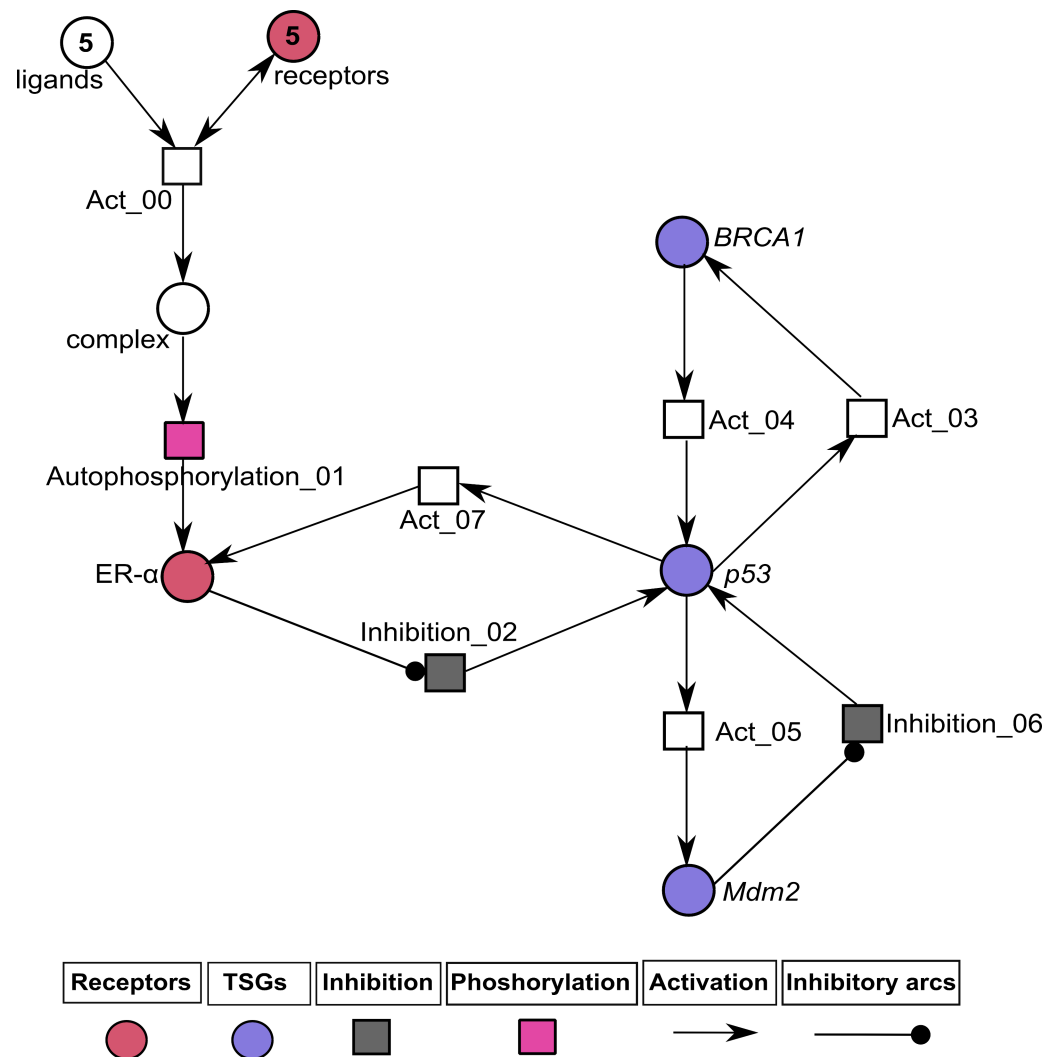 5
5
ligands
receptors
Act_00
BRCA1
complex
Act_04
Act_03
Autophosphorylation_01
Act_07
ER-α
p53
Inhibition_02
Act_05
Inhibition_06
Mdm2
Receptors
TSGs
Inhibition
Phoshorylation
Activation
Inhibitory arcs